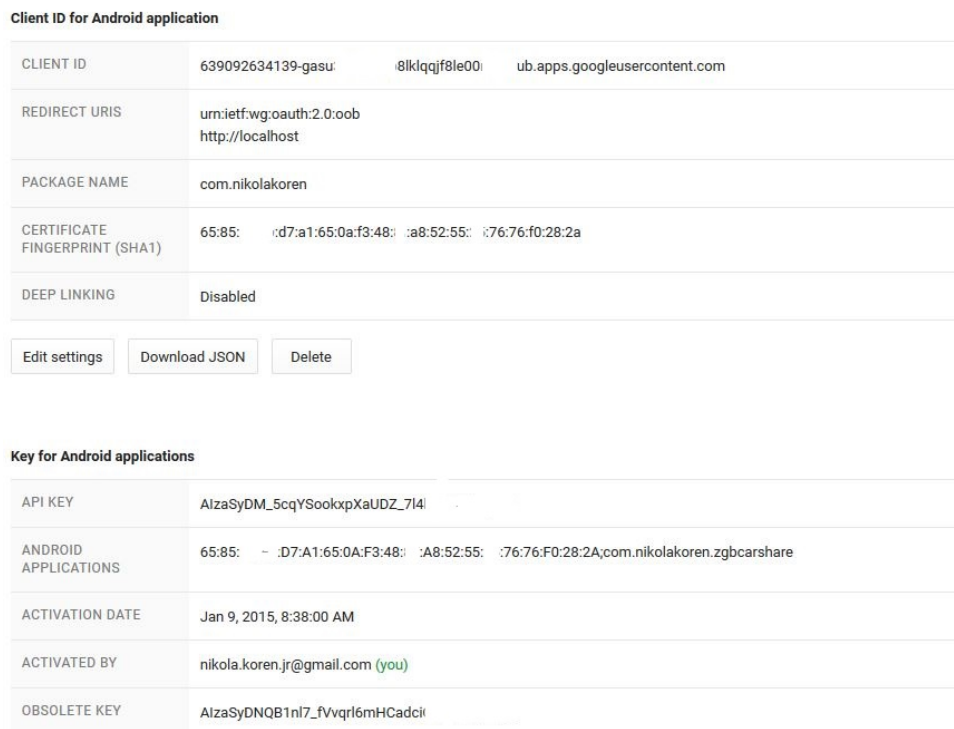 Client ID for Android application
CLIENT ID
639092634139-gasu 8lklqqjf8le00 ub.apps.googleusercontent.com
REDIRECT URIS
urn:ietf:wg:oauth:2.0:oob
http://localhost
PACKAGE NAME
com.nikolakoren
CERTIFICATE
FINGERPRINT (SHA1)
65:85: :d7:a1:65:0a:f3:48: :a8:52:55: :76:76:f0:28:2a
DEEP LINKING
Disabled
Edit settings
Download JSON
Delete
Key for Android applications
API KEY
AIzaSyDM_5cqYSookxpXaUDZ_7l4
ANDROID
APPLICATIONS
65:85: :D7:A1:65:0A:F3:48: :A8:52:55: :76:76:F0:28:2A;com.nikolakoren.zgbcarshare
ACTIVATION DATE
Jan 9, 2015, 8:38:00 AM
ACTIVATED BY
nikola.koren.jr@gmail.com (you)
OBSOLETE KEY
AIzaSyDNQB1nl7_fVvqrl6mHCadci